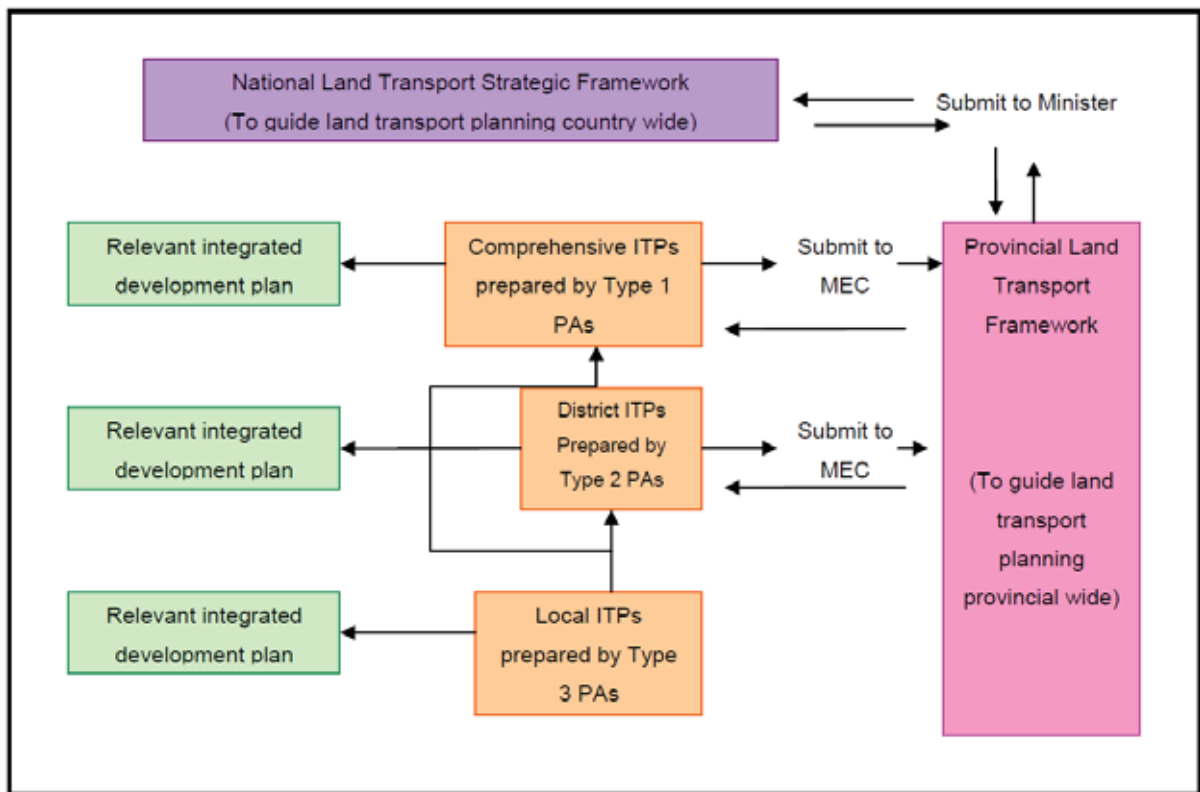 National Land Transport Strategic Framework
(To guide land transport planning country wide)
Submit to Minister
Relevant integrated
development plan
Comprehensive ITPs
prepared by Type 1
PAs
Submit to
MEC
Provincial Land
Transport
Framework
(To guide land
transport
planning
provincial wide)
Relevant integrated
development plan
District ITPs
Prepared by
Type 2 PAs
Submit to
MEC
Relevant integrated
development plan
Local ITPs
prepared by Type
3 PAs